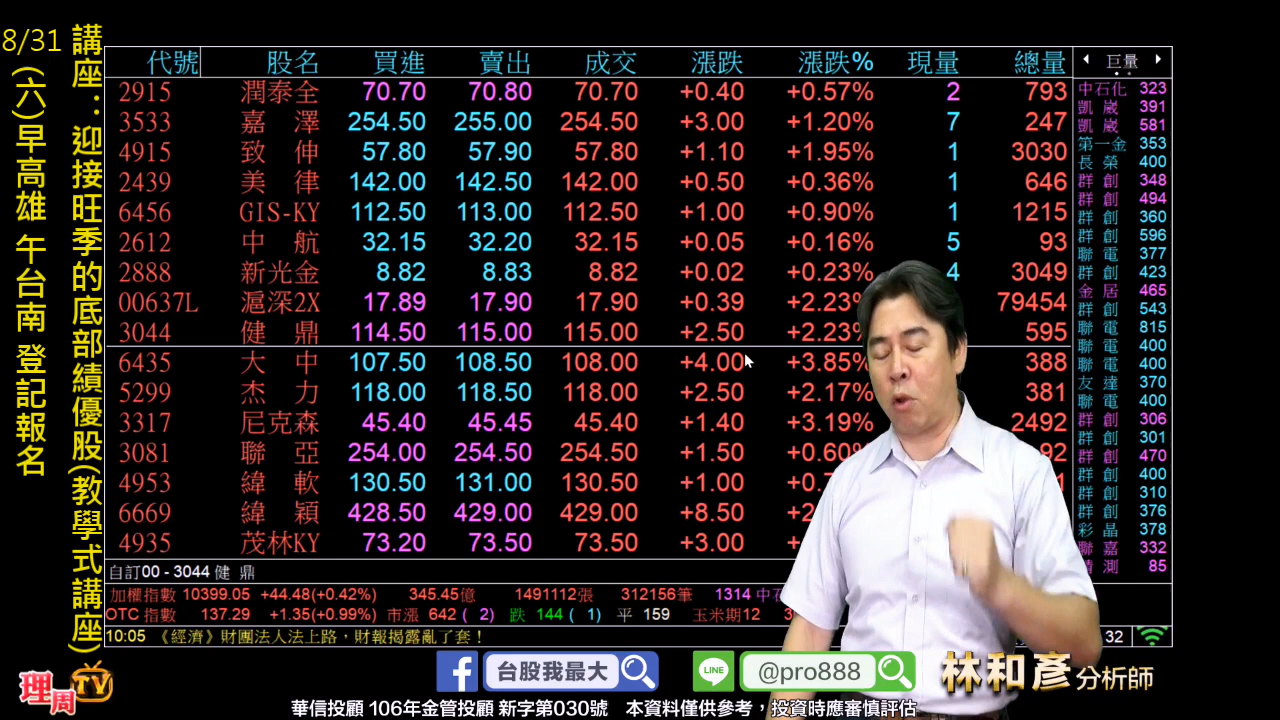 8/31 (六)早高雄 午台南 登記報名
講座：迎接旺季的底部績優股(教學式講座)
代號 股名 買進 賣出 成交 漲跌 漲跌% 現量 總量
2915 潤泰全 70.70 70.80 70.70 +0.40 +0.57% 2 793
3533 嘉 澤 254.50 255.00 254.50 +3.00 +1.20% 7 247
4915 致 伸 57.80 57.90 57.80 +1.10 +1.95% 1 3030
2439 美 律 142.00 142.50 142.00 +0.50 +0.36% 1 646
6456 GIS-KY 112.50 113.00 112.50 +1.00 +0.90% 1 1215
2612 中 航 32.15 32.20 32.15 +0.05 +0.16% 5 93
2888 新光金 8.82 8.83 8.82 +0.02 +0.23% 4 3049
00637L 滬深2X 17.89 17.90 17.90 +0.39 +2.23% 79454
3044 健 鼎 114.50 115.00 115.00 +2.50 +2.23% 595
6435 大 中 107.50 108.50 108.00 +4.00 +3.85% 388
5299 杰 力 118.00 118.50 118.00 +2.50 +2.17% 381
3317 尼克森 45.40 45.45 45.40 +1.40 +3.19% 2492
3081 聯 亞 254.00 254.50 254.00 +1.50 +0.60% 92
4953 緯 軟 130.50 131.00 130.50 +1.00
6669 緯 穎 428.50 429.00 429.00 +8.50
4935 茂林KY 73.20 73.50 73.50 +3.00
巨量
中石化 323
凱 崴 391
凱 崴 581
第一金 353
長 榮 400
群 創 348
群 創 494
群 創 360
群 創 596
聯 電 377
群 創 423
金 居 465
群 創 543
聯 電 815
聯 電 400
聯 電 400
友 達 370
聯 電 400
群 創 306
群 創 301
群 創 470
群 創 400
群 創 310
群 創 376
彩 晶 378
聯 嘉 332
測 85
自訂00 - 3044 健 鼎
加權指數 10399.05 +44.48(+0.42%) 345.45億 1491112張 312156筆 1314 中石
OTC 指數 137.29 +1.35(+0.99%) 市漲 642 ( 2) 跌 144 ( 1) 平 159 玉米期12
10:05 《經濟》財團法人法上路，財報揭露亂了套！ 32
理周TV
台股我最大
LINE @pro888
林和彥 分析師
華信投顧 106年金管投顧 新字第030號 本資料僅供參考，投資時應審慎評估